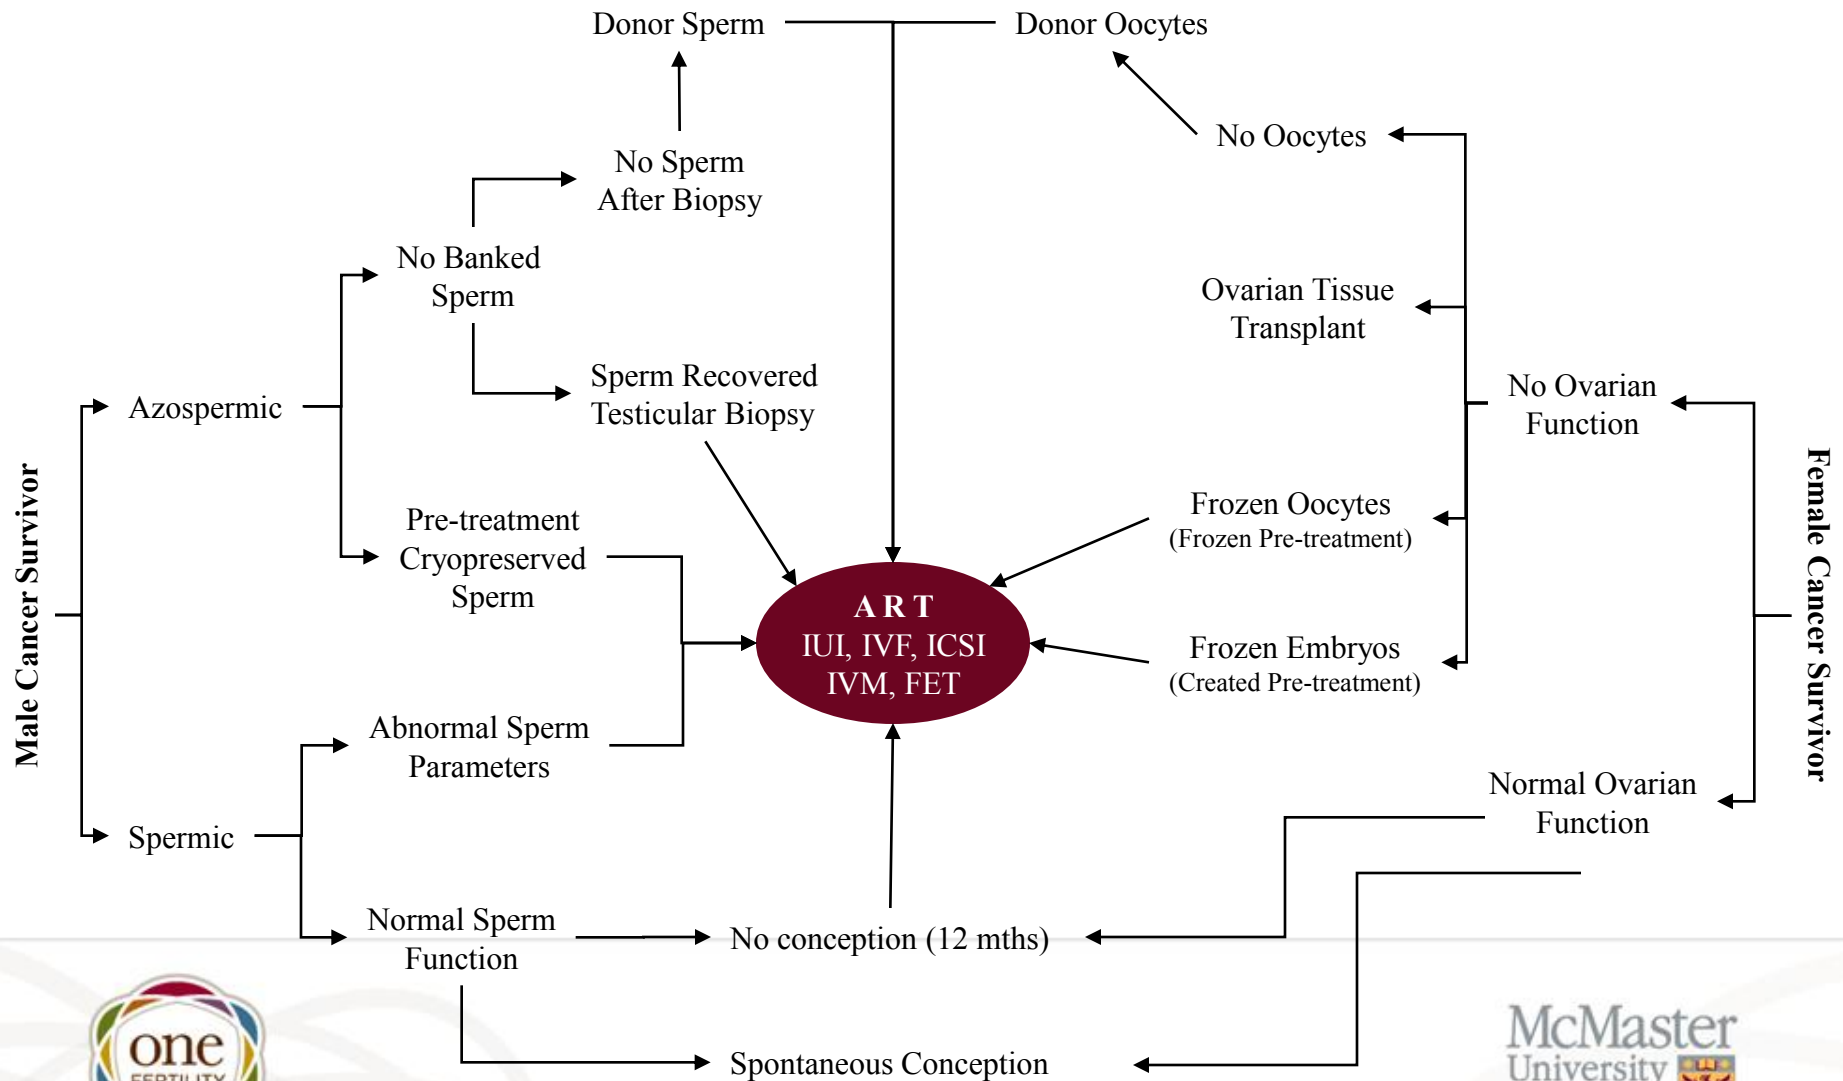 Donor Sperm
Donor Oocytes
No Oocytes
No Sperm
After Biopsy
No Banked
Sperm
Ovarian Tissue
Transplant
Sperm Recovered
Testicular Biopsy
No Ovarian
Function
Azospermic
Male Cancer Survivor
Female Cancer Survivor
Pre-treatment
Cryopreserved
Sperm
Frozen Oocytes
(Frozen Pre-treatment)
A R T
IUI, IVF, ICSI
IVM, FET
Frozen Embryos
(Created Pre-treatment)
Abnormal Sperm
Parameters
Normal Ovarian
Function
Spermic
Normal Sperm
Function
No conception (12 mths)
Spontaneous Conception
one
FERTILITY
McMaster
University